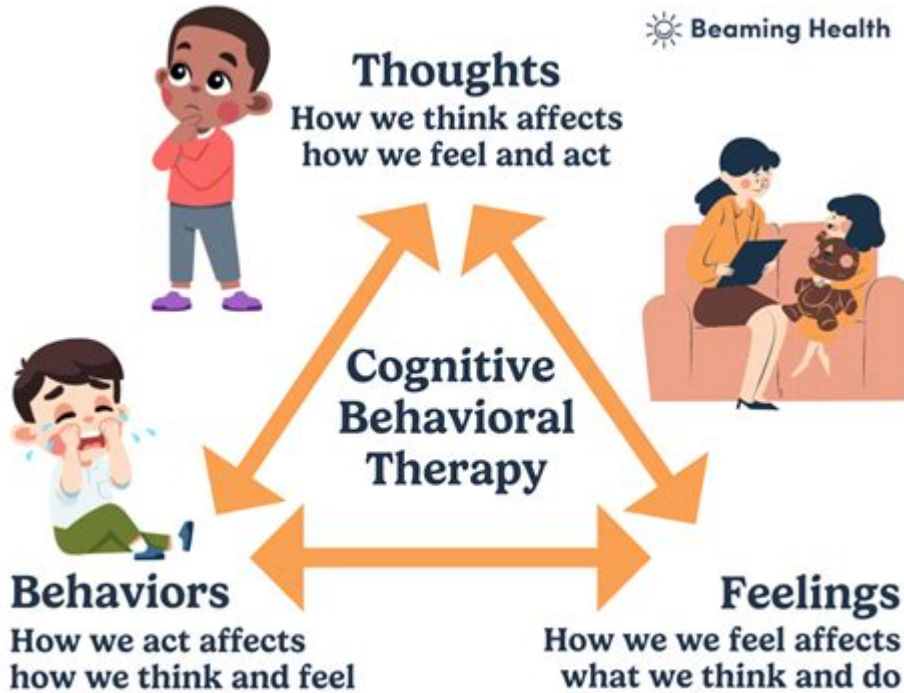 Beaming Health
Thoughts
How we think affects
how we feel and act
Cognitive
Behavioral
Therapy
Behaviors
How we act affects
how we think and feel
Feelings
How we we feel affects
what we think and do